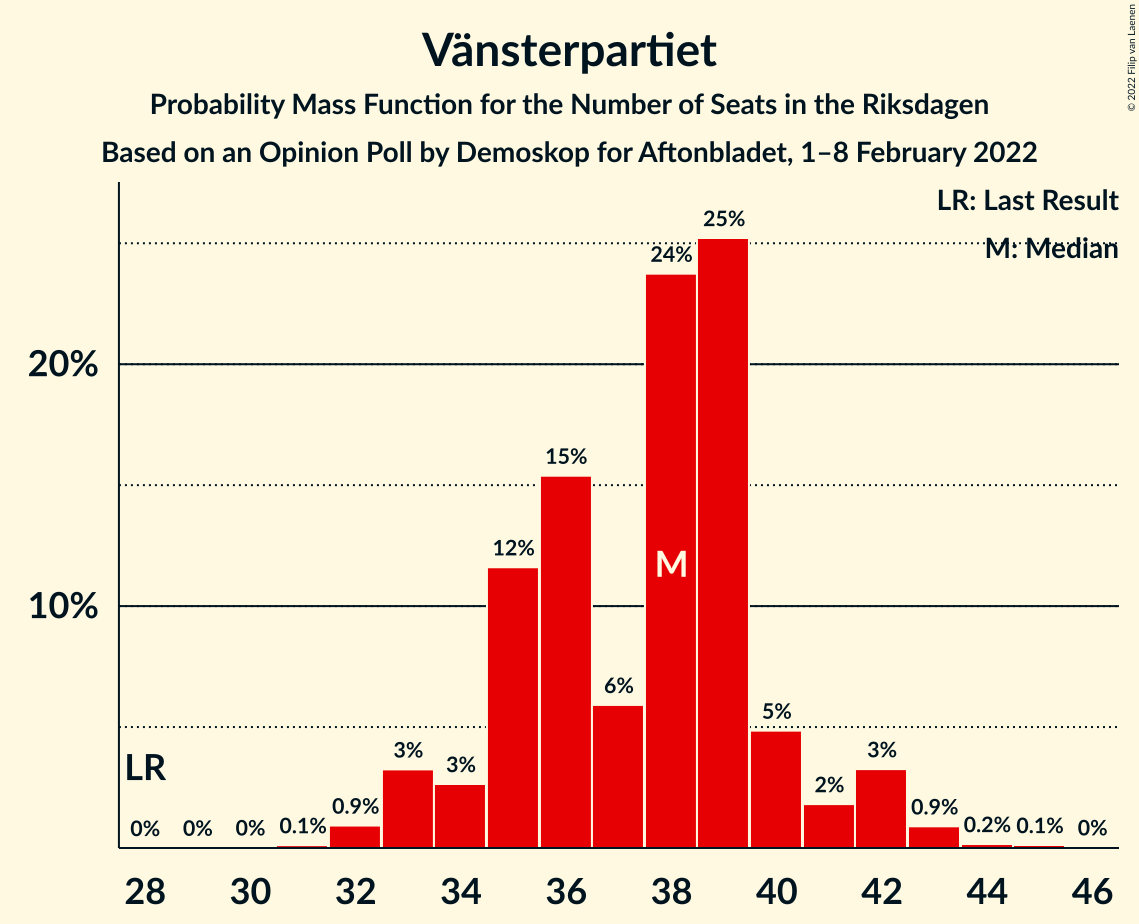 © 2022 Filip van Laenen
Vänsterpartiet
Probability Mass Function for the Number of Seats in the Riksdagen
Based on an Opinion Poll by Demoskop for Aftonbladet, 1–8 February 2022
LR: Last Result
M: Median
25%
24%
20%
15%
12%
M
10%
6%
5%
3%
3%
3%
2%
LR
0.9%
0.9%
0%
0%
0%
0.1%
0.2%
0.1%
0%
28 30 32 34 36 38 40 42 44 46